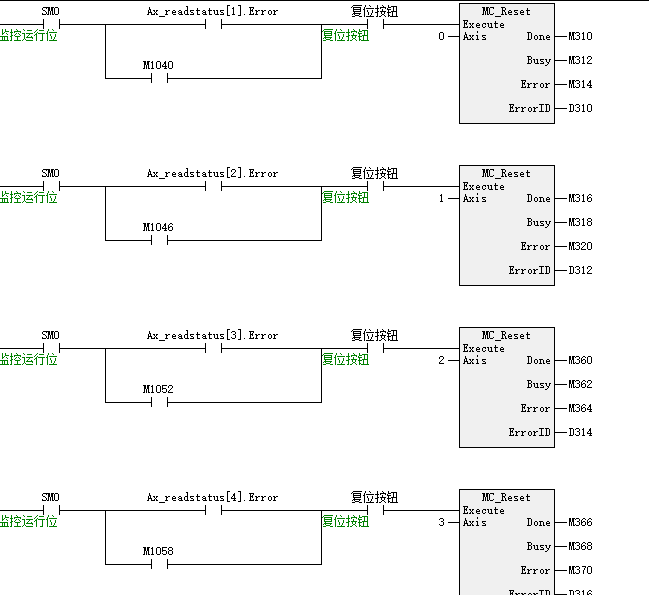 SM0 Ax_readstatus[1].Error 复位按钮 MC_Reset
Execute
监控运行位 复位按钮 0 Axis Done M310
Busy M312
M1040
Error M314
ErrorID D310
SM0 Ax_readstatus[2].Error 复位按钮 MC_Reset
Execute
监控运行位 复位按钮 1 Axis Done M316
Busy M318
M1046
Error M320
ErrorID D312
SM0 Ax_readstatus[3].Error 复位按钮 MC_Reset
Execute
监控运行位 复位按钮 2 Axis Done M360
Busy M362
M1052
Error M364
ErrorID D314
SM0 Ax_readstatus[4].Error 复位按钮 MC_Reset
Execute
监控运行位 复位按钮 3 Axis Done M366
Busy M368
M1058
Error M370
ErrorID D316